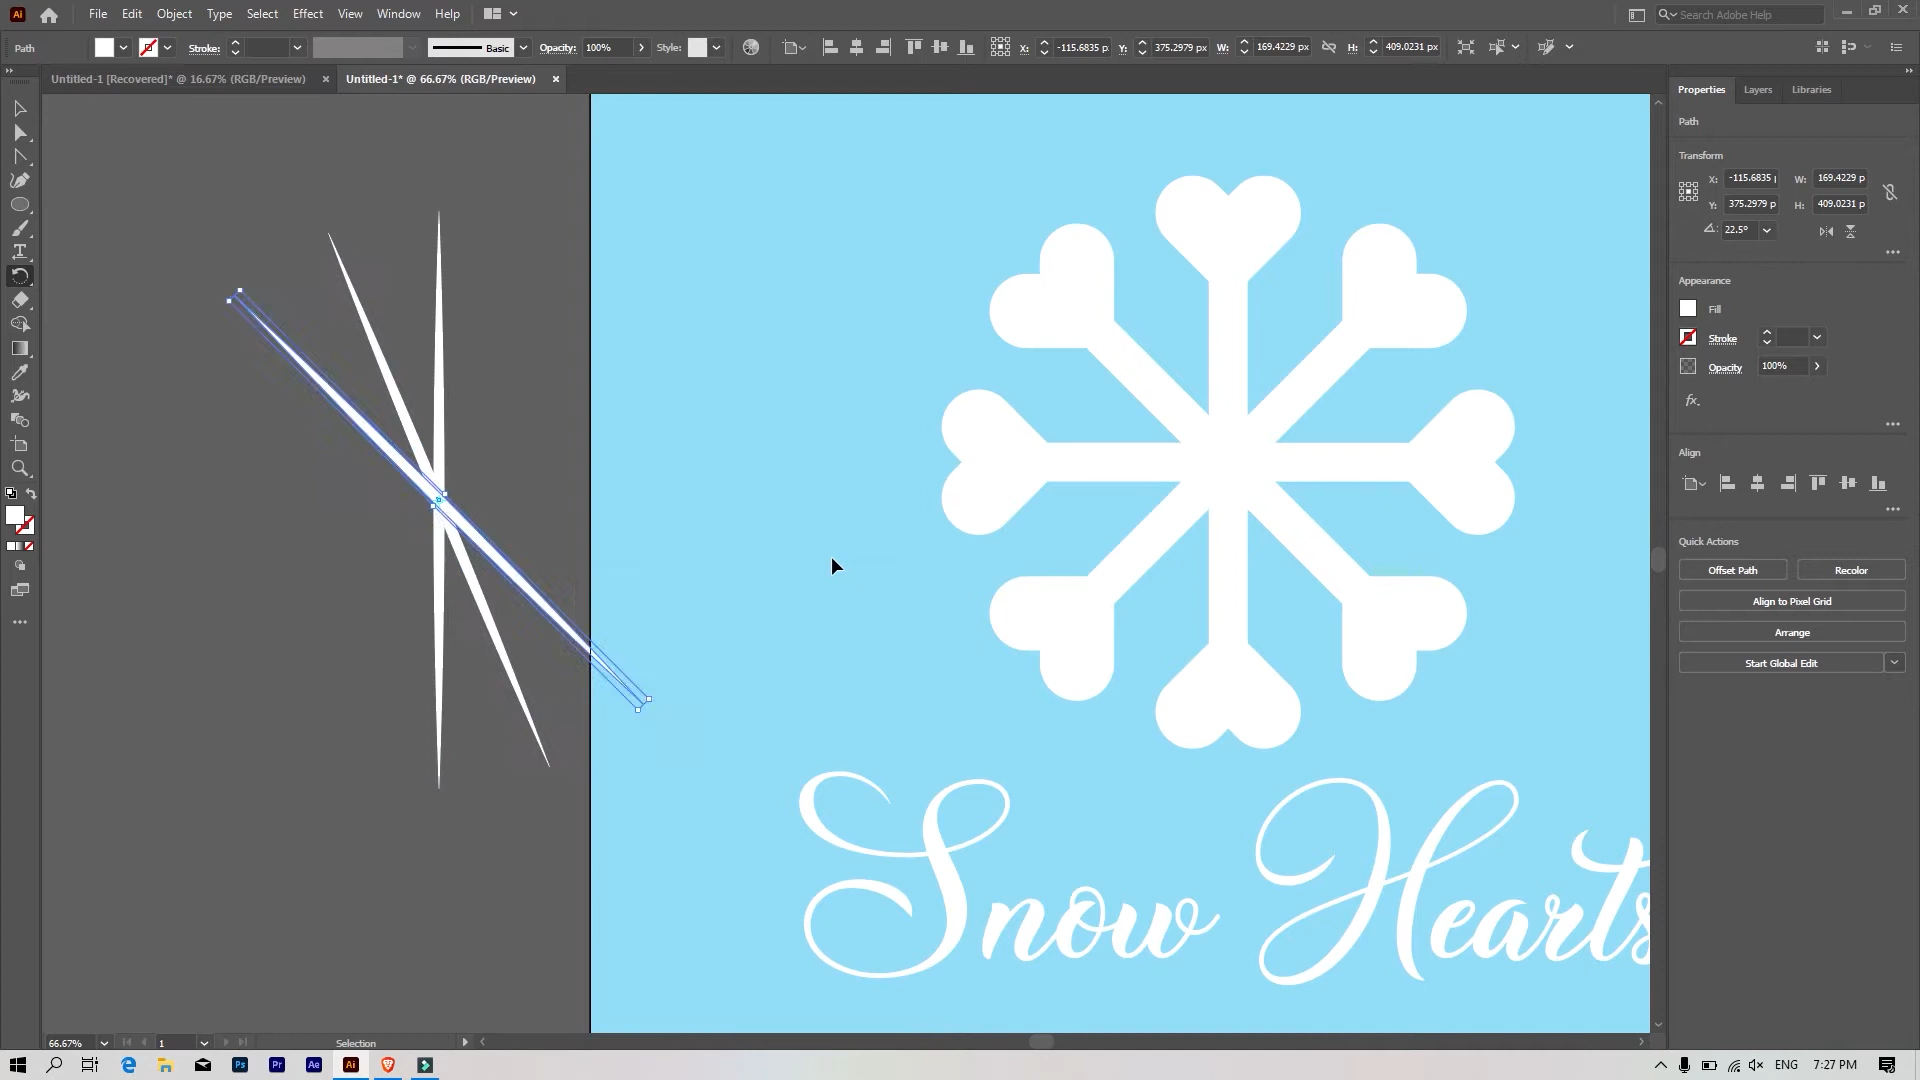 Ai File Edit Object Type Select Effect View Window Help Search Adobe Help
Path Stroke: Basic Opacity: 100% Style: X: -115.6835 p Y: 375.2979 px W: 169.4229 px H: 409.0231 px
Untitled-1 [Recovered]* @ 16.67% (RGB/Preview) Untitled-1* @ 66.67% (RGB/Preview)
Properties Layers Libraries
Path
Transform
X: -115.6835 W: 169.4229 p
Y: 375.2979 p H: 409.0231 p
22.5°
Appearance
Fill
Stroke
Opacity 100%
fx.
Align
Quick Actions
Offset Path Recolor
Align to Pixel Grid
Arrange
Start Global Edit
Snow Hearts
66.67% 1 Selection
Ps Pr Ae Ai ENG 7:27 PM